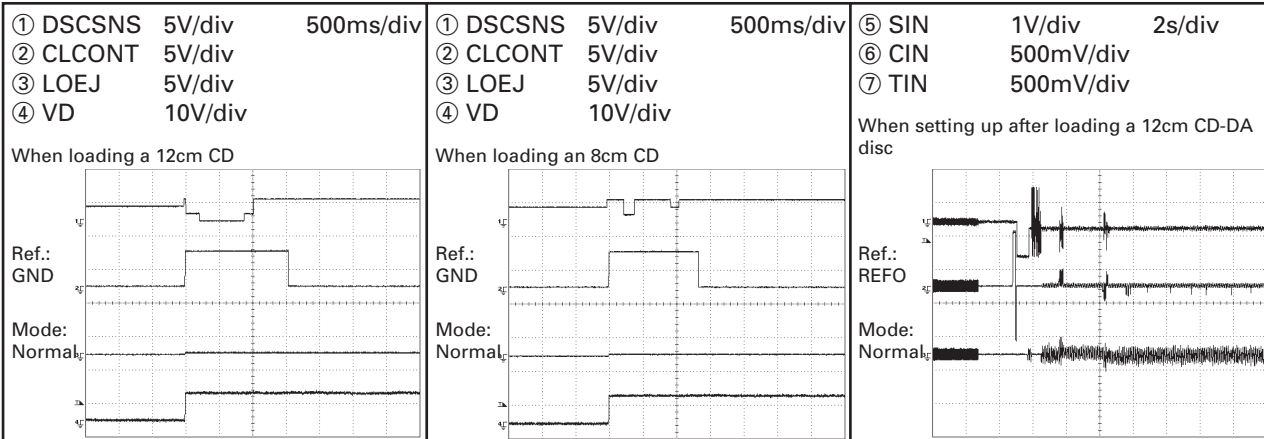 ① DSCSNS 5V/div 500ms/div
② CLCONT 5V/div
③ LOEJ 5V/div
④ VD 10V/div
When loading a 12cm CD
Ref.:
GND
Mode:
Normal
① DSCSNS 5V/div 500ms/div
② CLCONT 5V/div
③ LOEJ 5V/div
④ VD 10V/div
When loading an 8cm CD
Ref.:
GND
Mode:
Normal
⑤ SIN 1V/div 2s/div
⑥ CIN 500mV/div
⑦ TIN 500mV/div
When setting up after loading a 12cm CD-DA
disc
Ref.:
REFO
Mode:
Normal